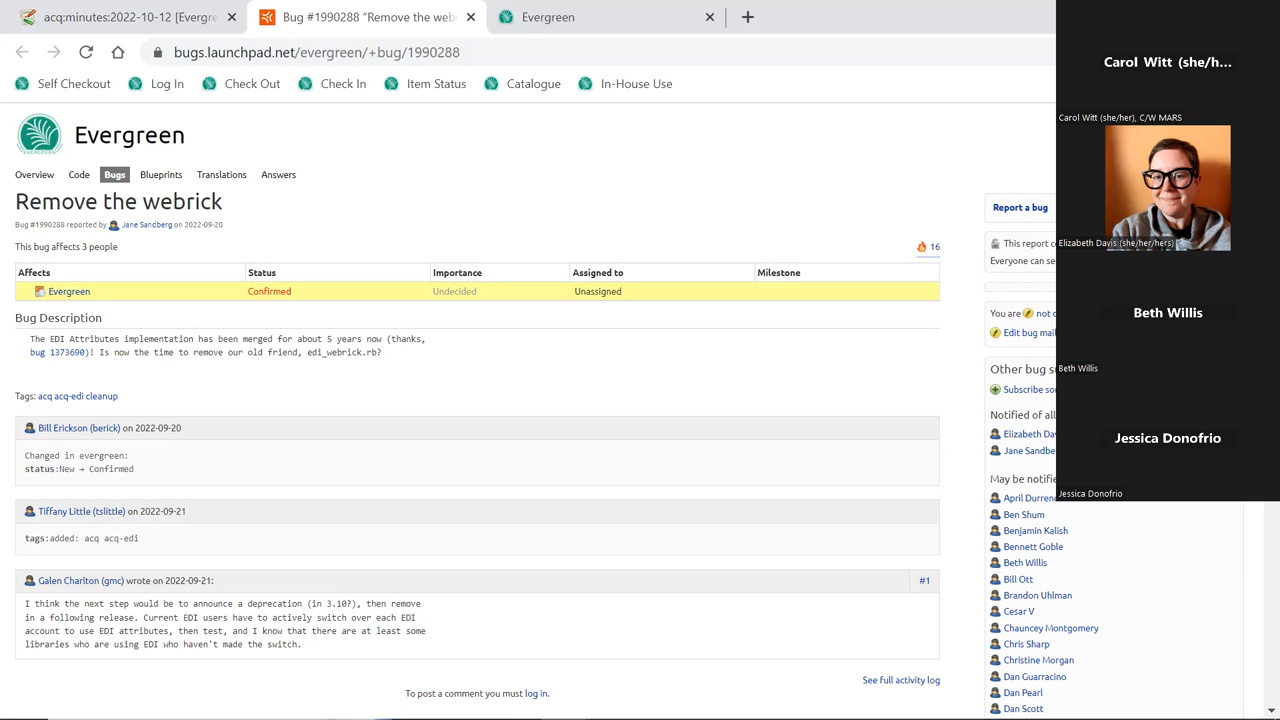 acq:minutes:2022-10-12 [Evergre
Bug #1990288 “Remove the web
Evergreen
bugs.launchpad.net/evergreen/+bug/1990288
Self Checkout
Log In
Check Out
Check In
Item Status
Catalogue
In-House Use
Evergreen
Overview Code Bugs Blueprints Translations Answers
Remove the webrick
Bug #1990288 reported by Jane Sandberg on 2022-09-20
This bug affects 3 people
16
Affects Status Importance Assigned to Milestone
Evergreen Confirmed Undecided Unassigned
Bug Description
The EDI Attributes implementation has been merged for about 5 years now (thanks,
bug 1373690)! Is now the time to remove our old friend, edi_webrick.rb?
Tags: acq acq-edi cleanup
Bill Erickson (berick) on 2022-09-20
Changed in evergreen:
status:New → Confirmed
Tiffany Little (tslittle) on 2022-09-21
tags:added: acq acq-edi
Galen Charlton (gmc) wrote on 2022-09-21: #1
I think the next step would be to announce a deprecation (in 3.10?), then remove
in a following release. Current EDI users have to actively switch over each EDI
account to use EDI attributes, then test, and I know that there are at least some
libraries who are using EDI who haven't made the switch.
See full activity log
To post a comment you must log in.
Report a bug
This report co
Everyone can se
You are not
Edit bug mai
Other bug s
Subscribe so
Notified of al
Elizabeth Da
Jane Sandbe
May be notifi
April Durren
Ben Shum
Benjamin Kalish
Bennett Goble
Beth Willis
Bill Ott
Brandon Uhlman
Cesar V
Chauncey Montgomery
Chris Sharp
Christine Morgan
Dan Guarracino
Dan Pearl
Dan Scott
Carol Witt (she/h...
Carol Witt (she/her), C/W MARS
Elizabeth Davis (she/her/hers)
Beth Willis
Beth Willis
Jessica Donofrio
Jessica Donofrio